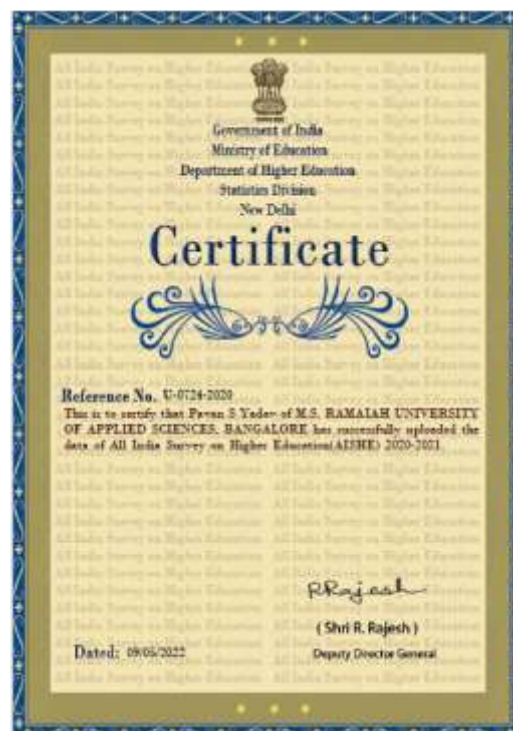 Government of India
Ministry of Education
Department of Higher Education
Statistics Division
New Delhi
Certificate
Reference No. U-0724-2020
This is to certify that Pavan S Yadav of M.S. RAMAIAH UNIVERSITY
OF APPLIED SCIENCES, BANGALORE has successfully uploaded the
data of All India Survey on Higher Education(AISHE) 2020-2021.
RRajesh
( Shri R. Rajesh )
Dated: 09/05/2022
Deputy Director General